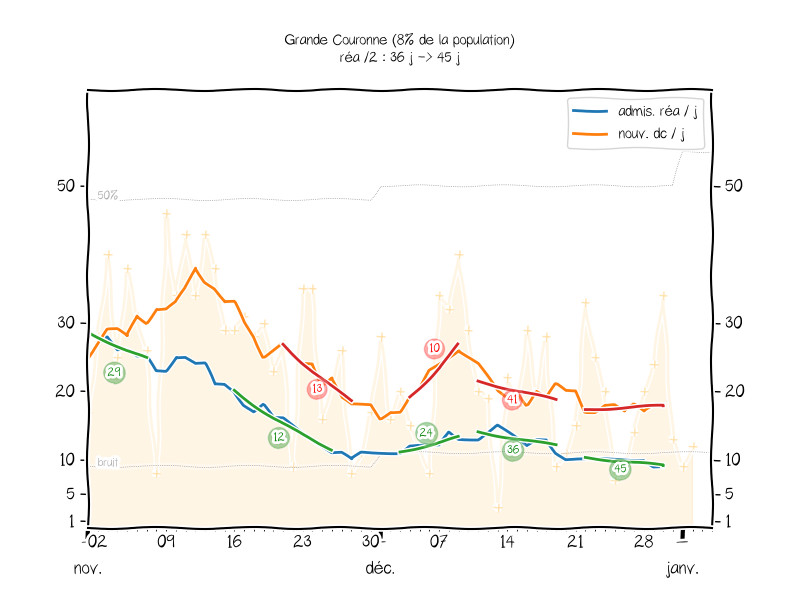 Grande Couronne (8% de la population)
réa /2 : 36 j -> 45 j
admis. réa / j
nouv. dc / j
50 50
50%
30 30
10
13
20 20
41
29
24
12
36
bruit
10 10
45
5 5
1 1
02 09 16 23 30 07 14 21 28
nov. déc. janv.